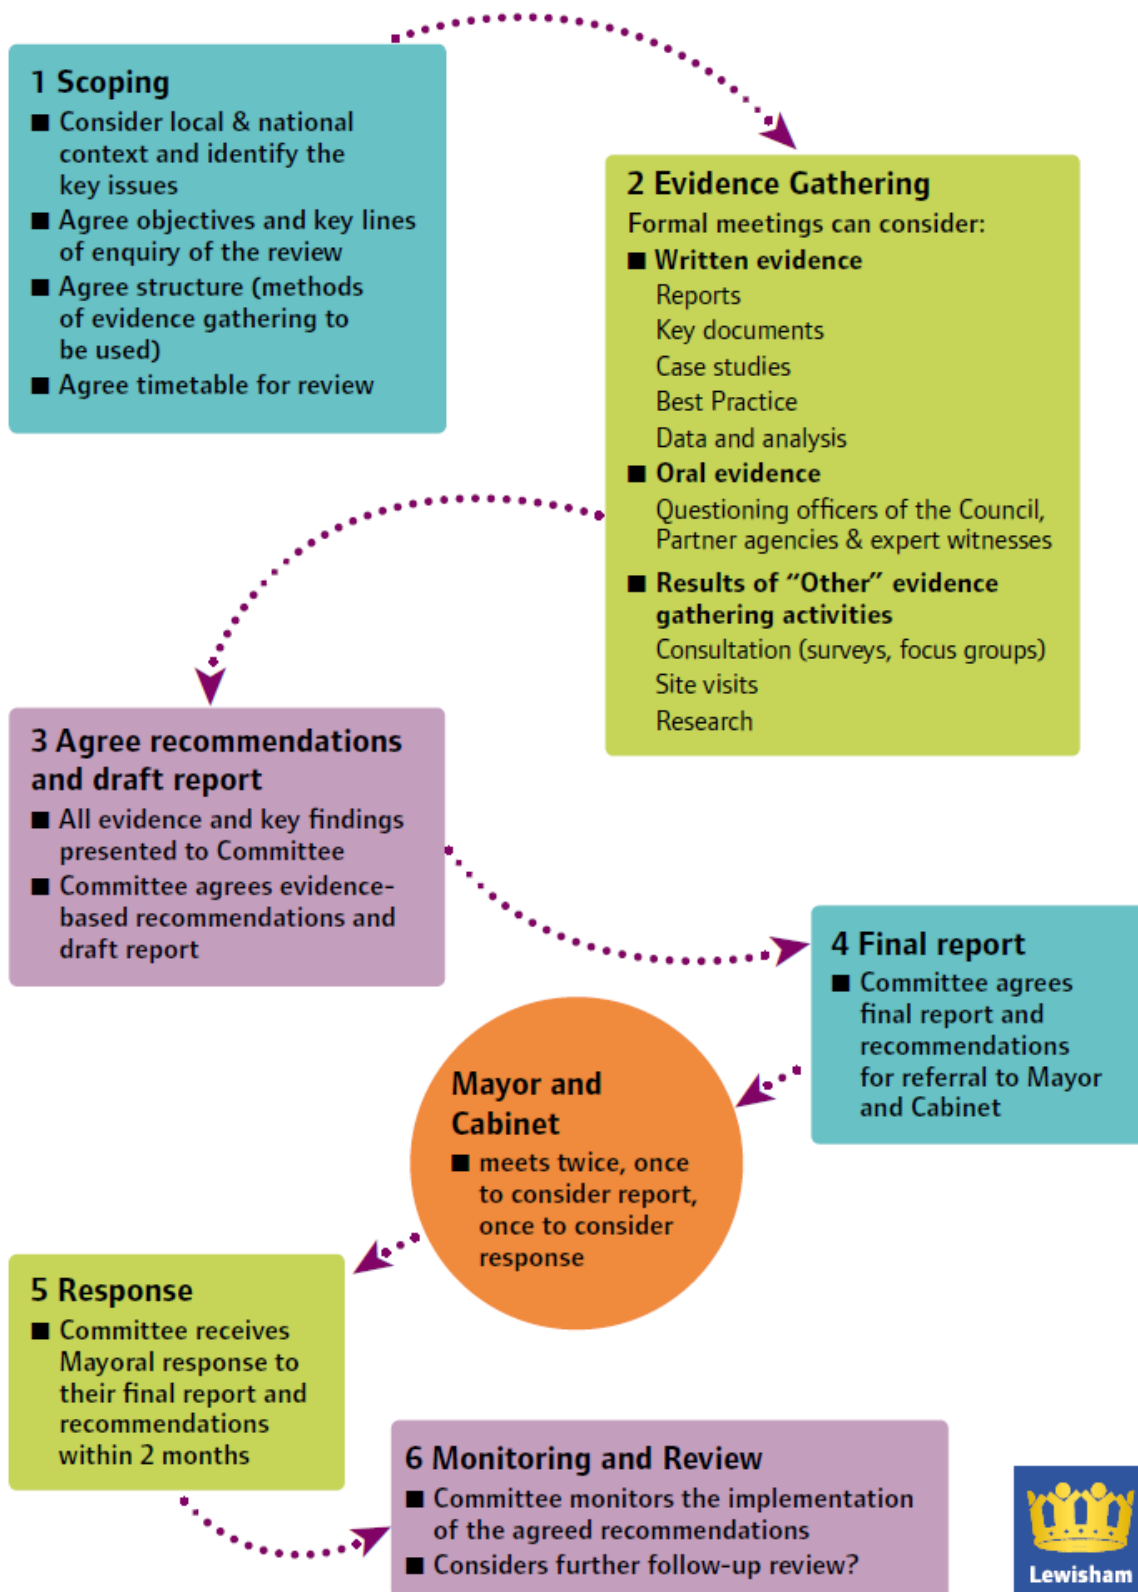 1 Scoping
■ Consider local & national
context and identify the
key issues
■ Agree objectives and key lines
of enquiry of the review
■ Agree structure (methods
of evidence gathering to
be used)
■ Agree timetable for review
2 Evidence Gathering
Formal meetings can consider:
■ Written evidence
Reports
Key documents
Case studies
Best Practice
Data and analysis
■ Oral evidence
Questioning officers of the Council,
Partner agencies & expert witnesses
■ Results of “Other” evidence
gathering activities
Consultation (surveys, focus groups)
Site visits
Research
3 Agree recommendations
and draft report
■ All evidence and key findings
presented to Committee
■ Committee agrees evidence-
based recommendations and
draft report
4 Final report
■ Committee agrees
final report and
recommendations
for referral to Mayor
and Cabinet
Mayor and
Cabinet
■ meets twice, once
to consider report,
once to consider
response
5 Response
■ Committee receives
Mayoral response to
their final report and
recommendations
within 2 months
6 Monitoring and Review
■ Committee monitors the implementation
of the agreed recommendations
■ Considers further follow-up review?
Lewisham